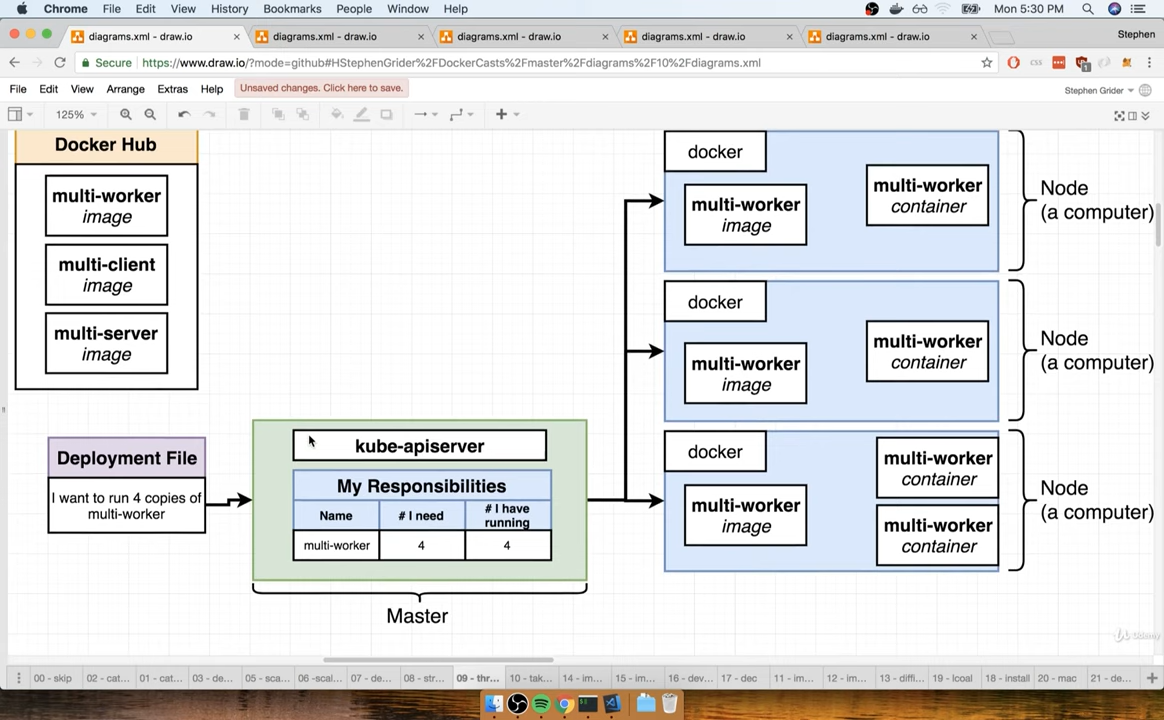 Chrome File Edit View History Bookmarks People Window Help
Mon 5:30 PM
diagrams.xml - draw.io
diagrams.xml - draw.io
diagrams.xml - draw.io
diagrams.xml - draw.io
diagrams.xml - draw.io
Stephen
Secure
https://www.draw.io/?mode=github#HStephenGrider%2FDockerCasts%2Fmaster%2Fdiagrams%2F10%2Fdiagrams.xml
File Edit View Arrange Extras Help
Unsaved changes. Click here to save.
Stephen Grider
125%
Docker Hub
multi-worker
image
multi-client
image
multi-server
image
Deployment File
I want to run 4 copies of
multi-worker
kube-apiserver
My Responsibilities
Name
# I need
# I have
running
multi-worker
4
4
Master
docker
multi-worker
image
multi-worker
container
Node
(a computer)
docker
multi-worker
image
multi-worker
container
Node
(a computer)
docker
multi-worker
image
multi-worker
container
multi-worker
container
Node
(a computer)
Udemy
00 - skip
02 - cat...
01 - cat...
03 - de...
05 - sca...
06 -scal...
07 - de...
08 - str...
09 - thr...
10 - tak...
14 - im...
15 - im...
16 - dev...
17 - dec
11 - im...
12 - im...
13 - diffi...
19 - lcoal
18 - install
20 - mac
21 - de...